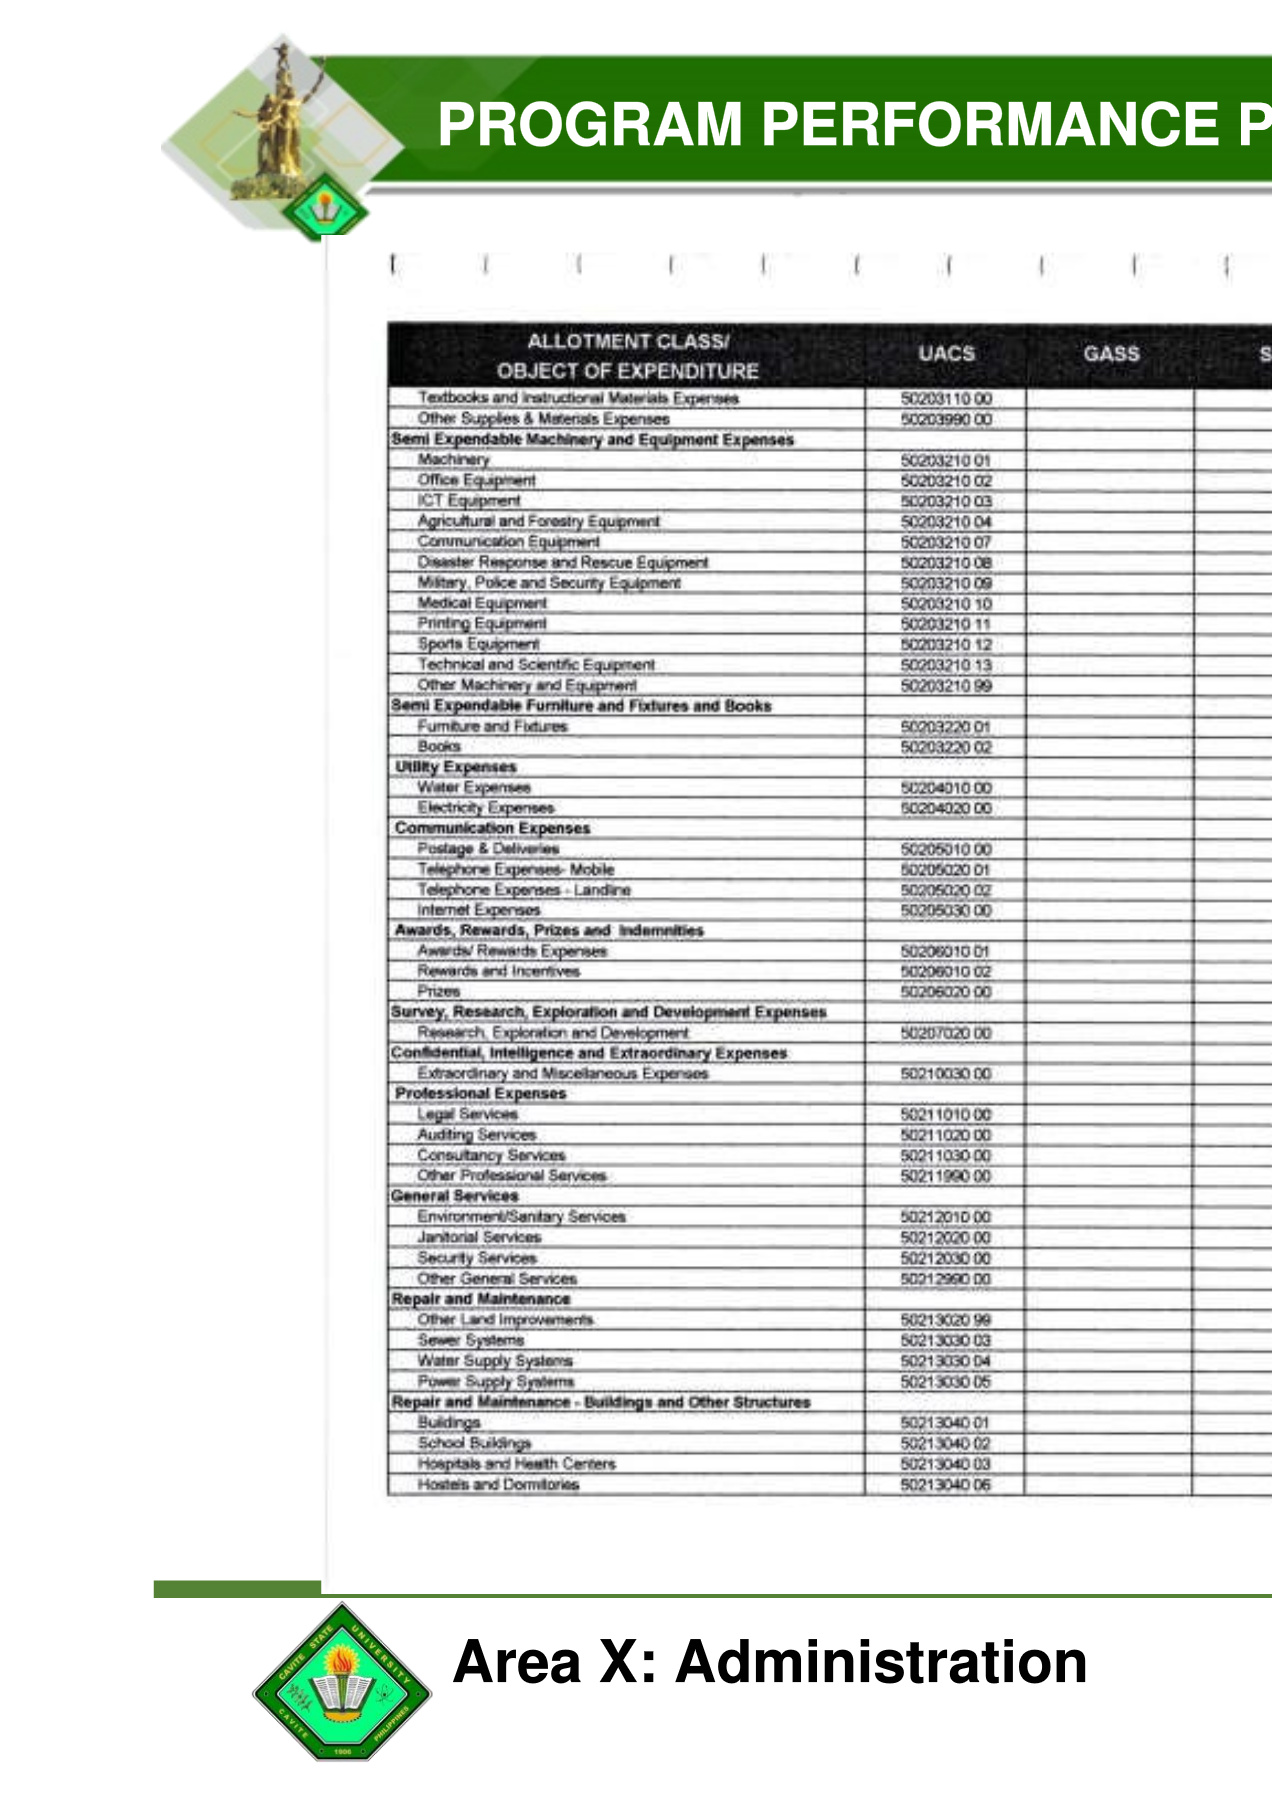 PROGRAM PERFORMANCE P
ALLOTMENT CLASS/
OBJECT OF EXPENDITURE
UACS
GASS
S
Textbooks and Instructional Materials Expenses 50203110 00
Other Supplies & Materials Expenses 50203990 00
Semi Expendable Machinery and Equipment Expenses
Machinery 50203210 01
Office Equipment 50203210 02
ICT Equipment 50203210 03
Agricultural and Forestry Equipment 50203210 04
Communication Equipment 50203210 07
Disaster Response and Rescue Equipment 50203210 08
Military, Police and Security Equipment 50203210 09
Medical Equipment 50203210 10
Printing Equipment 50203210 11
Sports Equipment 50203210 12
Technical and Scientific Equipment 50203210 13
Other Machinery and Equipment 50203210 99
Semi Expendable Furniture and Fixtures and Books
Furniture and Fixtures 50203220 01
Books 50203220 02
Utility Expenses
Water Expenses 50204010 00
Electricity Expenses 50204020 00
Communication Expenses
Postage & Deliveries 50205010 00
Telephone Expenses- Mobile 50205020 01
Telephone Expenses - Landline 50205020 02
Internet Expenses 50205030 00
Awards, Rewards, Prizes and Indemnities
Awards/ Rewards Expenses 50206010 01
Rewards and Incentives 50206010 02
Prizes 50206020 00
Survey, Research, Exploration and Development Expenses
Research, Exploration and Development 50207020 00
Confidential, Intelligence and Extraordinary Expenses
Extraordinary and Miscellaneous Expenses 50210030 00
Professional Expenses
Legal Services 50211010 00
Auditing Services 50211020 00
Consultancy Services 50211030 00
Other Professional Services 50211990 00
General Services
Environment/Sanitary Services 50212010 00
Janitorial Services 50212020 00
Security Services 50212030 00
Other General Services 50212990 00
Repair and Maintenance
Other Land Improvements 50213020 99
Sewer Systems 50213030 03
Water Supply Systems 50213030 04
Power Supply Systems 50213030 05
Repair and Maintenance - Buildings and Other Structures
Buildings 50213040 01
School Buildings 50213040 02
Hospitals and Health Centers 50213040 03
Hostels and Dormitories 50213040 06
CAVITE STATE UNIVERSITY
CAVITE
1906
PHILIPPINES
Area X: Administration